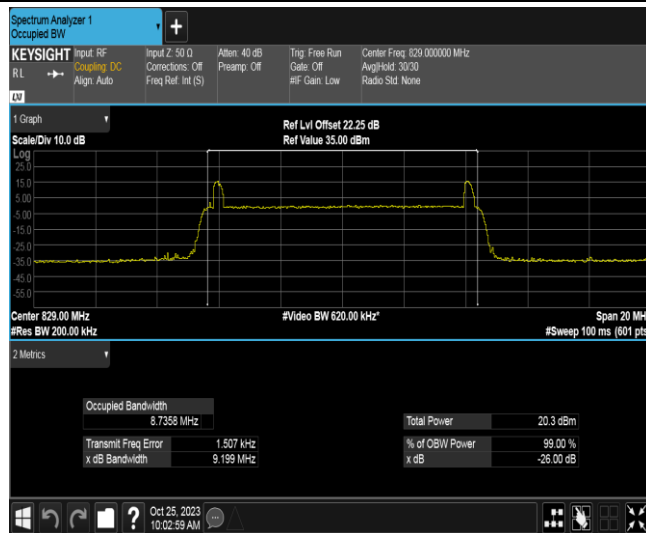 Spectrum Analyzer 1
Occupied BW
+
KEYSIGHT
RL
Input: RF
Coupling: DC
Align: Auto
Input Z: 50 Ω
Corrections: Off
Freq Ref: Int (S)
Atten: 40 dB
Preamp: Off
Trig: Free Run
Gate: Off
#IF Gain: Low
Center Freq: 829.000000 MHz
Avg|Hold: 30/30
Radio Std: None
1 Graph
Scale/Div 10.0 dB
Ref Lvl Offset 22.25 dB
Ref Value 35.00 dBm
Log
25.0
15.0
5.00
-5.00
-15.0
-25.0
-35.0
-45.0
-55.0
Center 829.00 MHz
#Video BW 620.00 kHz*
Span 20 MH
#Res BW 200.00 kHz
#Sweep 100 ms (601 pts
2 Metrics
Occupied Bandwidth
8.7358 MHz
Total Power 20.3 dBm
Transmit Freq Error 1.507 kHz
% of OBW Power 99.00 %
x dB Bandwidth 9.199 MHz
x dB -26.00 dB
?
Oct 25, 2023
10:02:59 AM